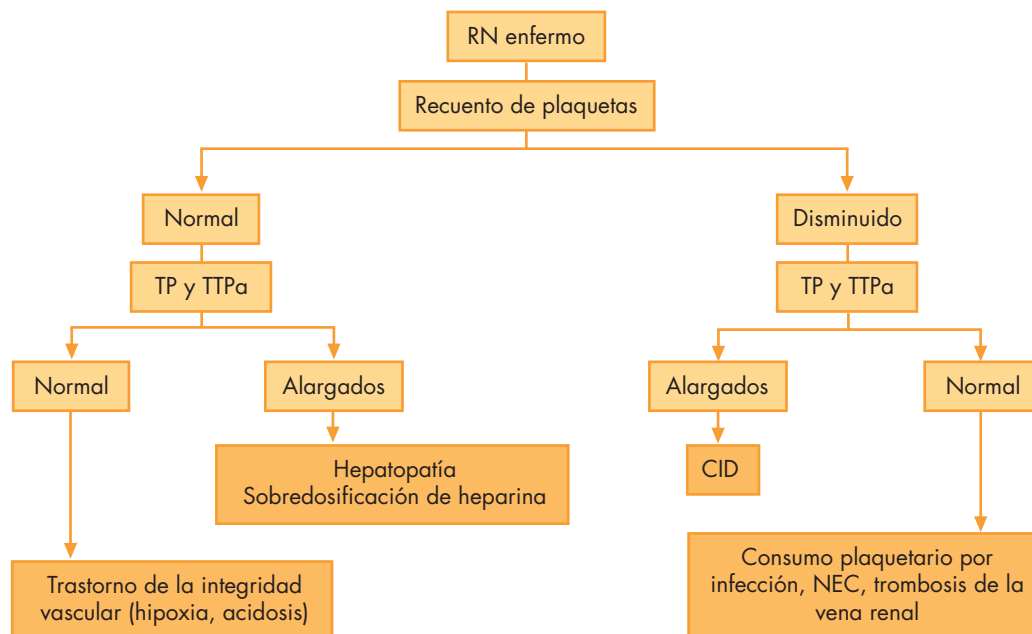 RN enfermo
Recuento de plaquetas
Normal
Disminuido
TP y TTPa
TP y TTPa
Normal
Alargados
Alargados
Normal
Hepatopatía
Sobredosificación de heparina
CID
Trastorno de la integridad
vascular (hipoxia, acidosis)
Consumo plaquetario por
infección, NEC, trombosis de la
vena renal